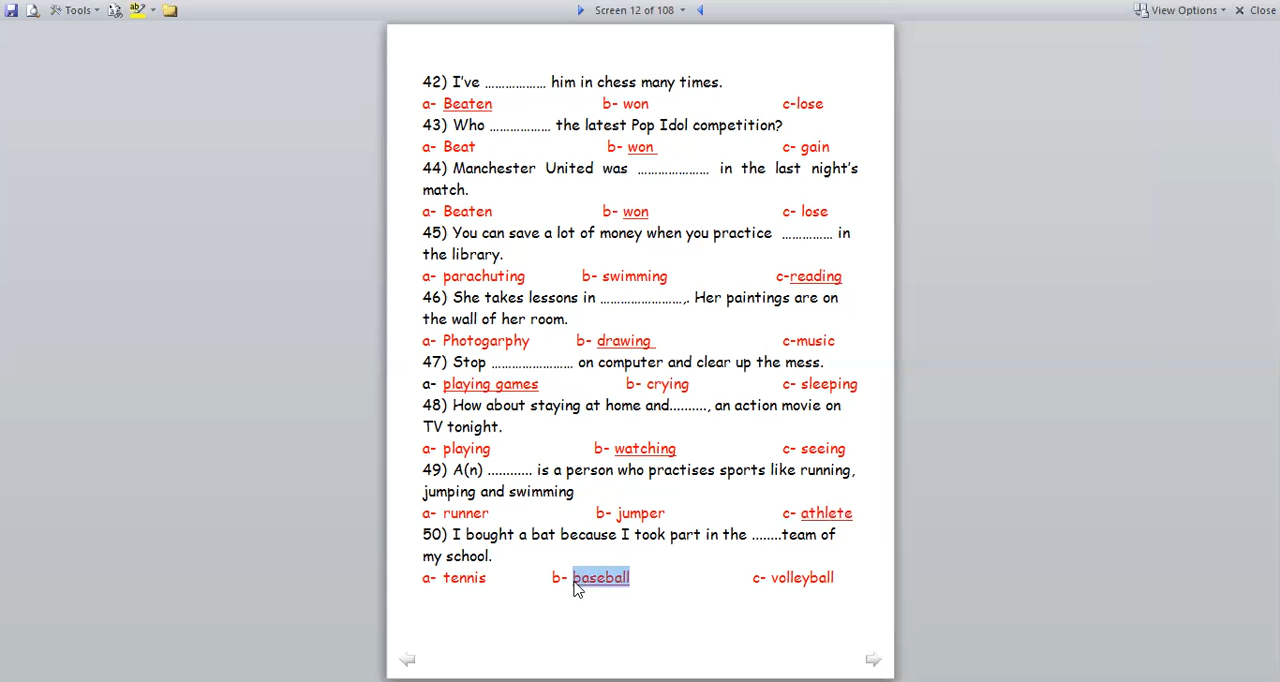 Tools
Screen 12 of 108
View Options
Close
42) I've .................. him in chess many times.
a- Beaten b- won c-lose
43) Who .................. the latest Pop Idol competition?
a- Beat b- won c- gain
44) Manchester United was ..................... in the last night's
match.
a- Beaten b- won c- lose
45) You can save a lot of money when you practice ............... in
the library.
a- parachuting b- swimming c-reading
46) She takes lessons in ........................,. Her paintings are on
the wall of her room.
a- Photogarphy b- drawing c-music
47) Stop ........................ on computer and clear up the mess.
a- playing games b- crying c- sleeping
48) How about staying at home and.........., an action movie on
TV tonight.
a- playing b- watching c- seeing
49) A(n) ............ is a person who practises sports like running,
jumping and swimming
a- runner b- jumper c- athlete
50) I bought a bat because I took part in the ........team of
my school.
a- tennis b- baseball c- volleyball